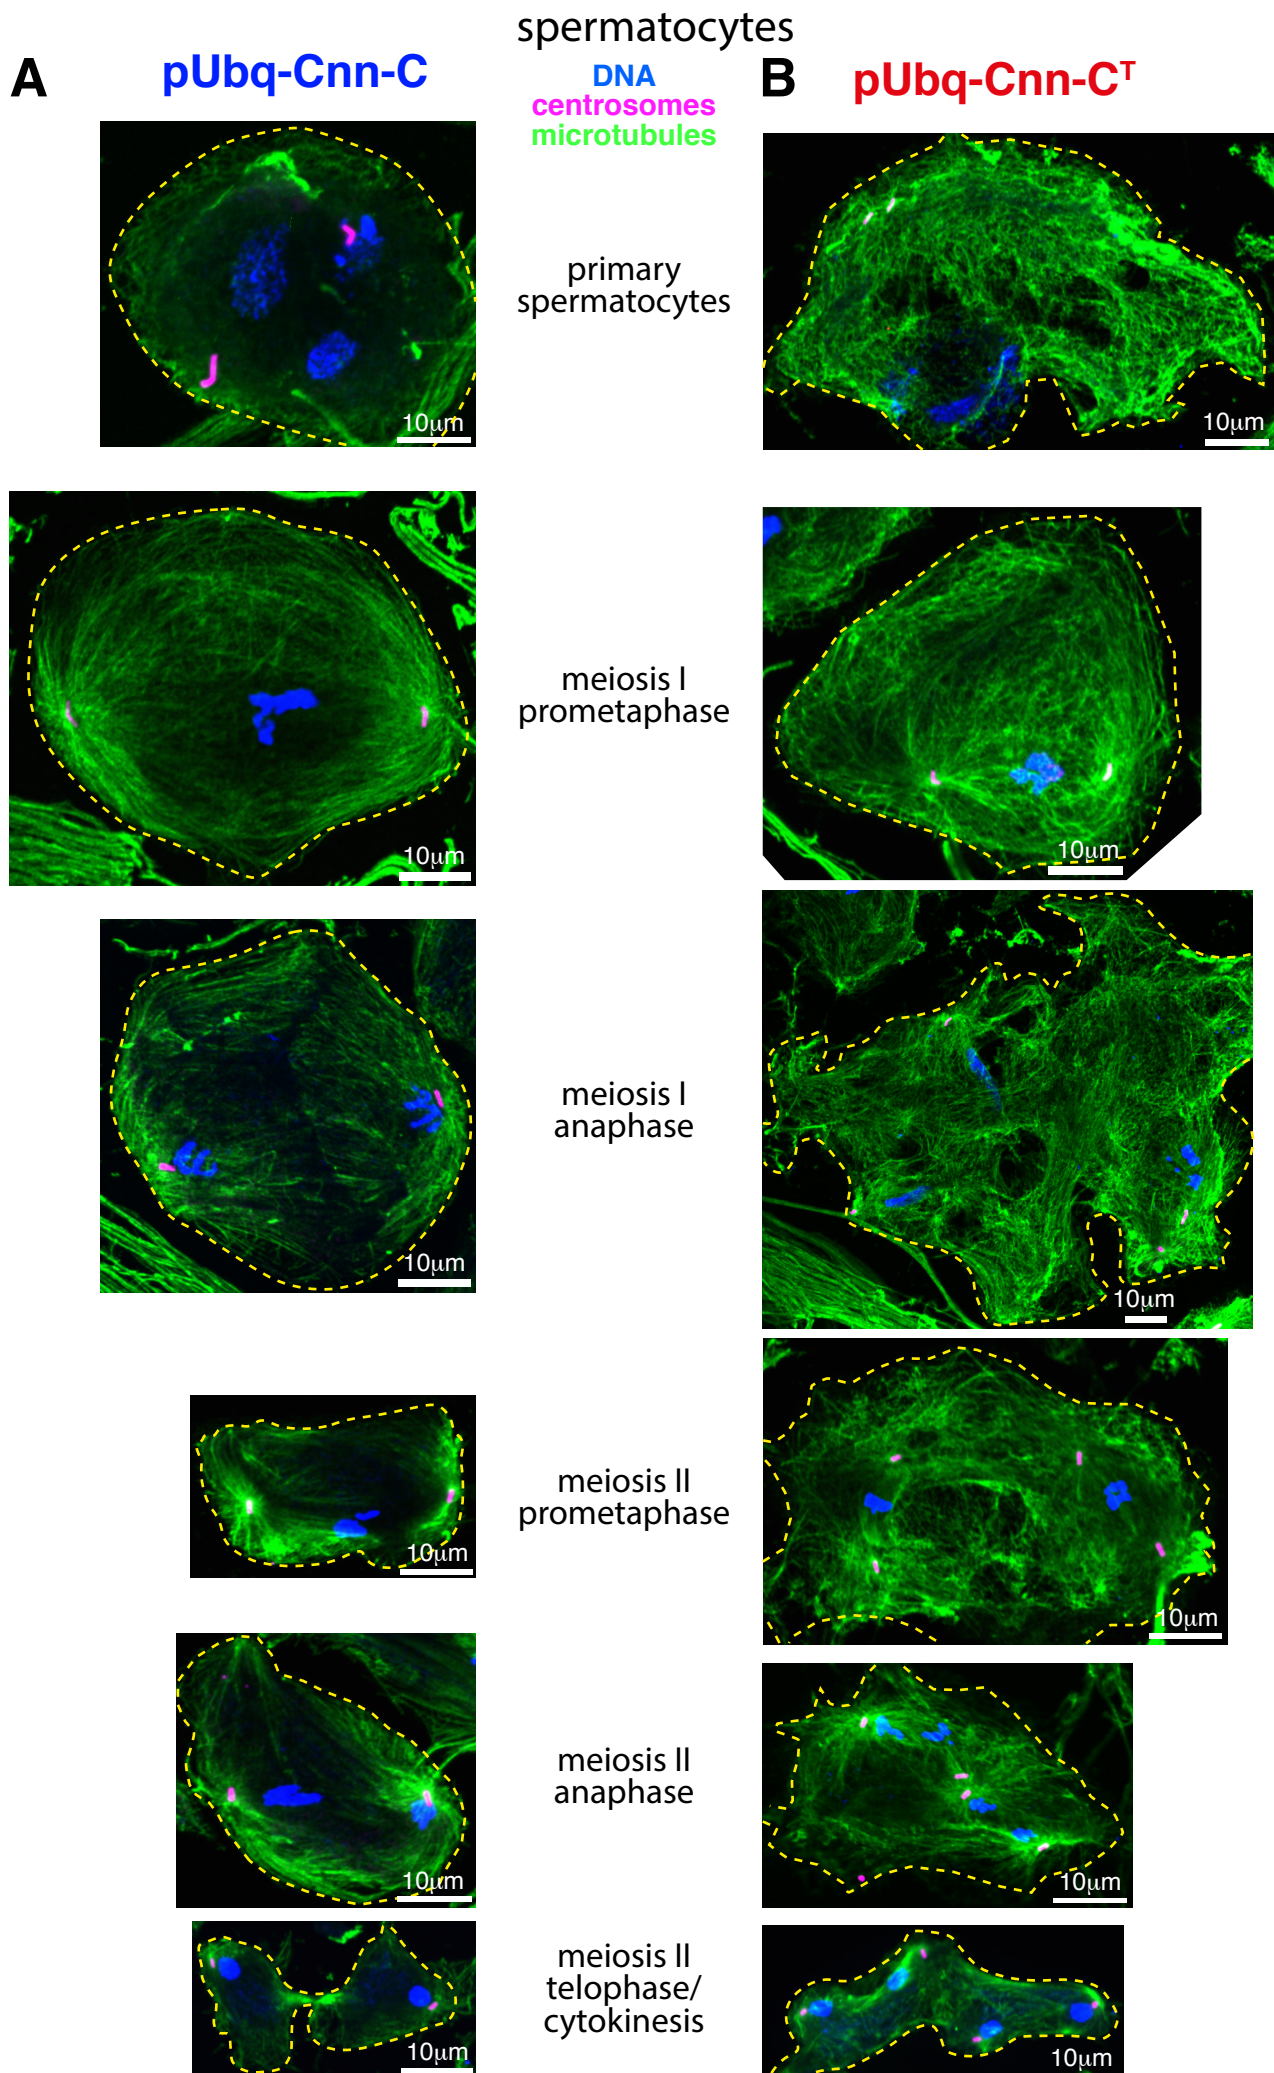 spermatocytes
A
pUbq-Cnn-C
DNA
centrosomes
microtubules
B
pUbq-Cnn-Cᵀ
primary
spermatocytes
10μm
10μm
meiosis I
prometaphase
10μm
10μm
meiosis I
anaphase
10μm
10μm
meiosis II
prometaphase
10μm
10μm
meiosis II
anaphase
10μm
10μm
meiosis II
telophase/
cytokinesis
10μm
10μm